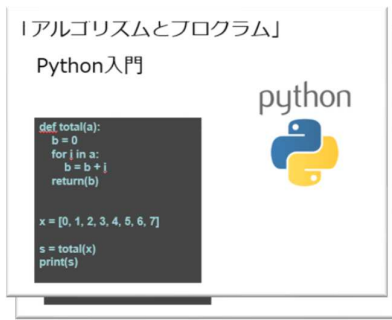 「アルゴリズムとプログラム」
Python入門
python
def total(a):
b = 0
for i in a:
b = b + i
return(b)
x = [0, 1, 2, 3, 4, 5, 6, 7]
s = total(x)
print(s)